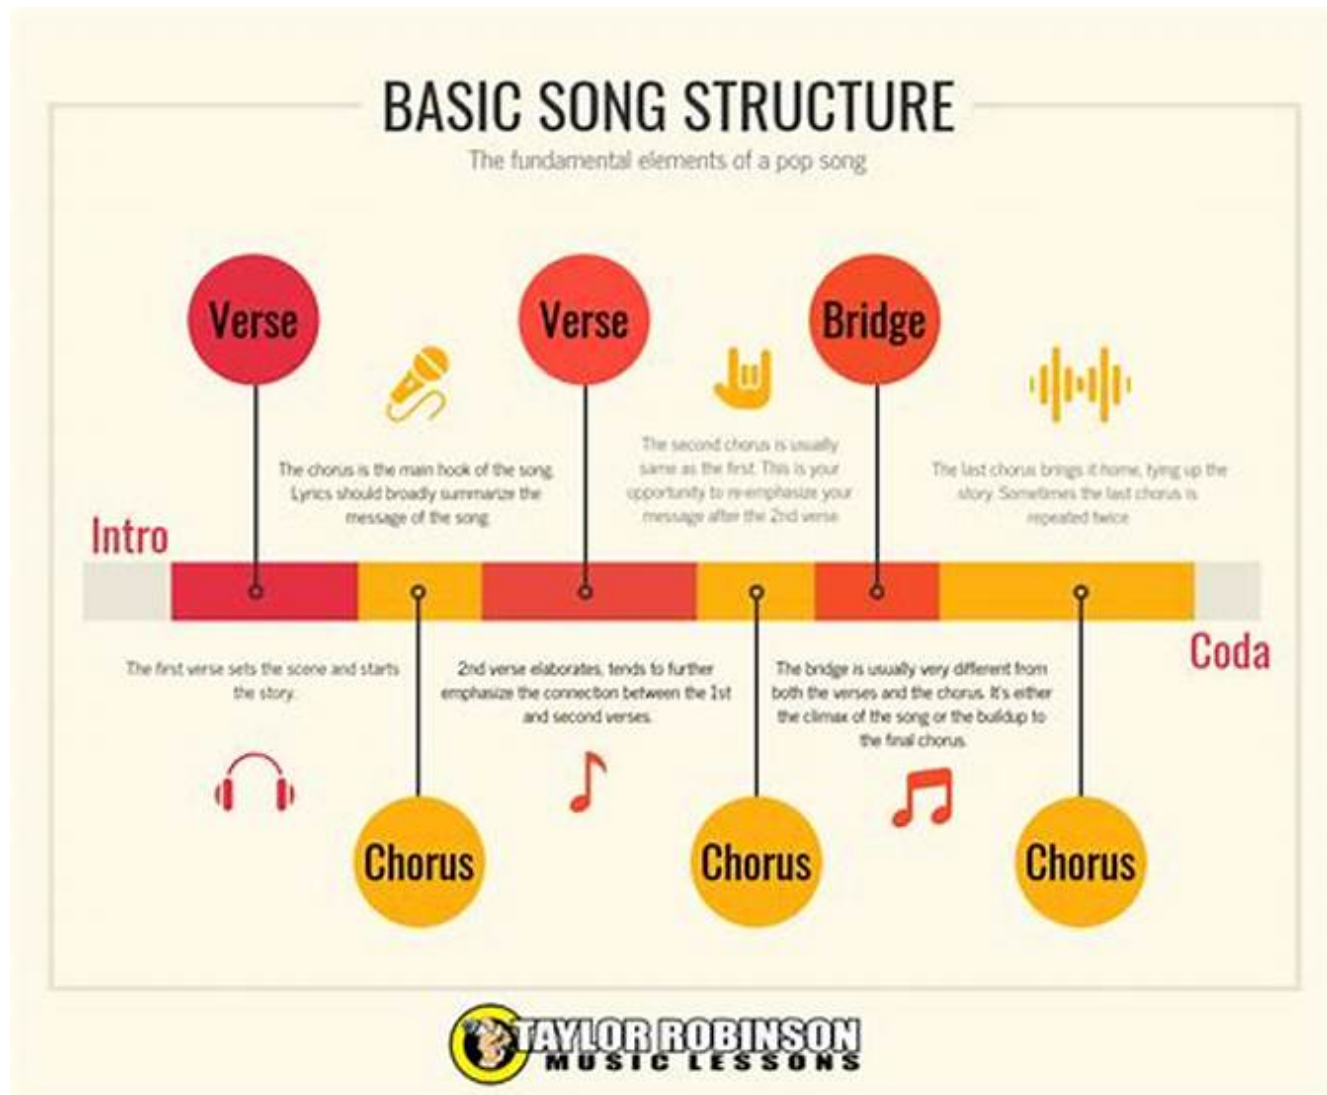 BASIC SONG STRUCTURE
The fundamental elements of a pop song
Verse
Verse
Bridge
The chorus is the main hook of the song.
Lyrics should broadly summarize the
message of the song
The second chorus is usually
same as the first. This is your
opportunity to re-emphasize your
message after the 2nd verse
The last chorus brings it home, tying up the
story. Sometimes the last chorus is
repeated twice
Intro
Coda
The first verse sets the scene and starts
the story.
2nd verse elaborates, tends to further
emphasize the connection between the 1st
and second verses.
The bridge is usually very different from
both the verses and the chorus. It's either
the climax of the song or the buildup to
the final chorus.
Chorus
Chorus
Chorus
TAYLOR ROBINSON
MUSIC LESSONS